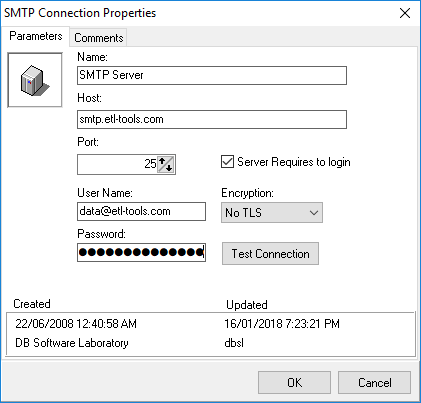 SMTP Connection Properties
Parameters Comments
Name:
SMTP Server
Host:
smtp.etl-tools.com
Port:
25 Server Requires to login
User Name: Encryption:
data@etl-tools.com No TLS
Password:
●●●●●●●●●●●●●● Test Connection
Created Updated
22/06/2008 12:40:58 AM 16/01/2018 7:23:21 PM
DB Software Laboratory dbsl
OK Cancel